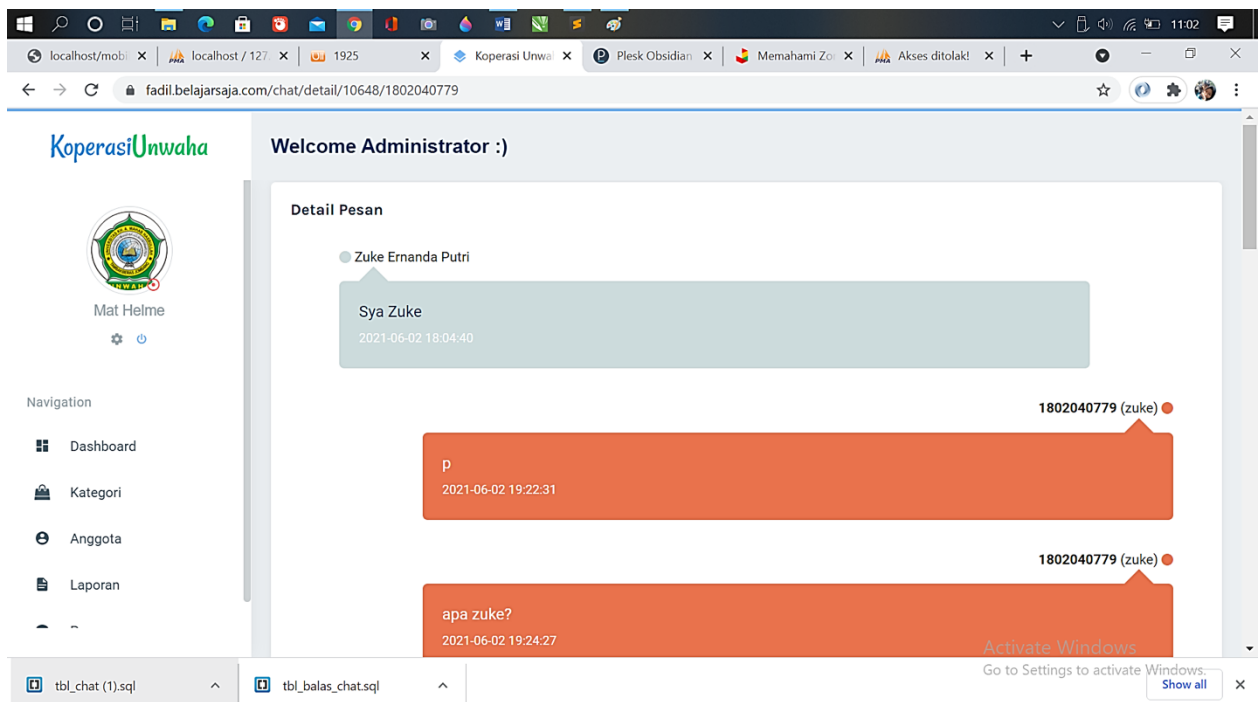 11:02
localhost/mobi
localhost / 127.
1925
Koperasi Unwa
Plesk Obsidian
Memahami Zo
Akses ditolak!
fadil.belajarsaja.com/chat/detail/10648/1802040779
KoperasiUnwaha
Welcome Administrator :)
Detail Pesan
Zuke Ernanda Putri
Sya Zuke
2021-06-02 18:04:40
Mat Helme
Navigation
Dashboard
Kategori
Anggota
Laporan
1802040779 (zuke)
p
2021-06-02 19:22:31
1802040779 (zuke)
apa zuke?
2021-06-02 19:24:27
Activate Windows
Go to Settings to activate Windows.
tbl_chat (1).sql
tbl_balas_chat.sql
Show all